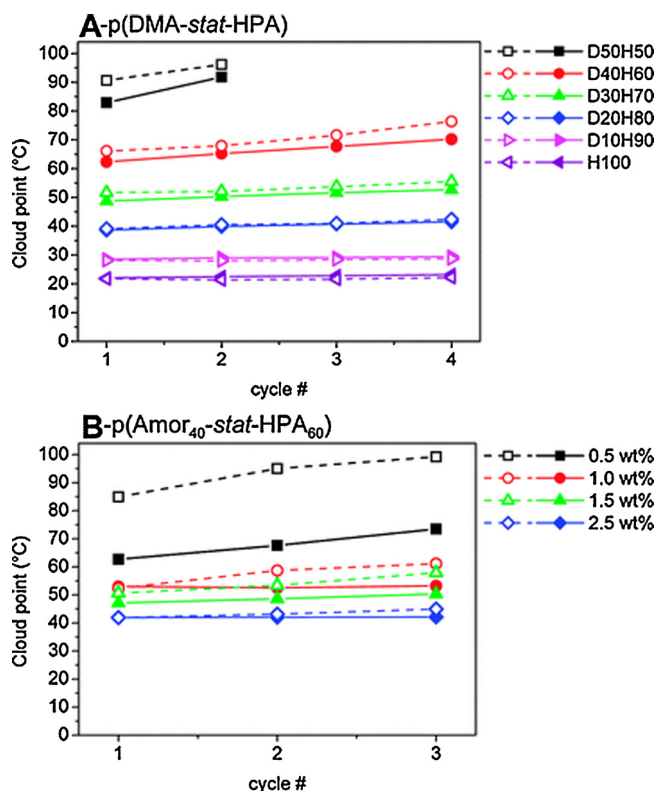 A-p(DMA-stat-HPA)
100
90
80
70
60
50
40
30
20
10
0
Cloud point (°C)
1 2 3 4
cycle #
D50H50
D40H60
D30H70
D20H80
D10H90
H100
B-p(Amor₄₀-stat-HPA₆₀)
100
90
80
70
60
50
40
30
20
10
0
Cloud point (°C)
1 2 3
cycle #
0.5 wt%
1.0 wt%
1.5 wt%
2.5 wt%